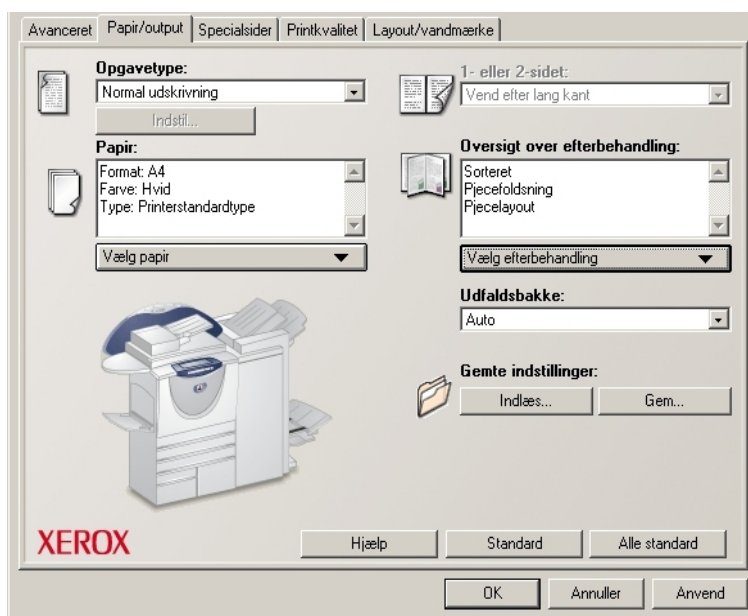 Avanceret Papir/output Specialsider Printkvalitet Layout/vandmærke
Opgavetype:
Normal udskrivning
Indstil...
Papir:
Format: A4
Farve: Hvid
Type: Printerstandardtype
Vælg papir
1- eller 2-sidet:
Vend efter lang kant
Oversigt over efterbehandling:
Sorteret
Pjecefoldsning
Pjecelayout
Vælg efterbehandling
Udfaldsbakke:
Auto
Gemte indstillinger:
Indlæs... Gem...
XEROX
Hjælp Standard Alle standard
OK Annuller Anvend